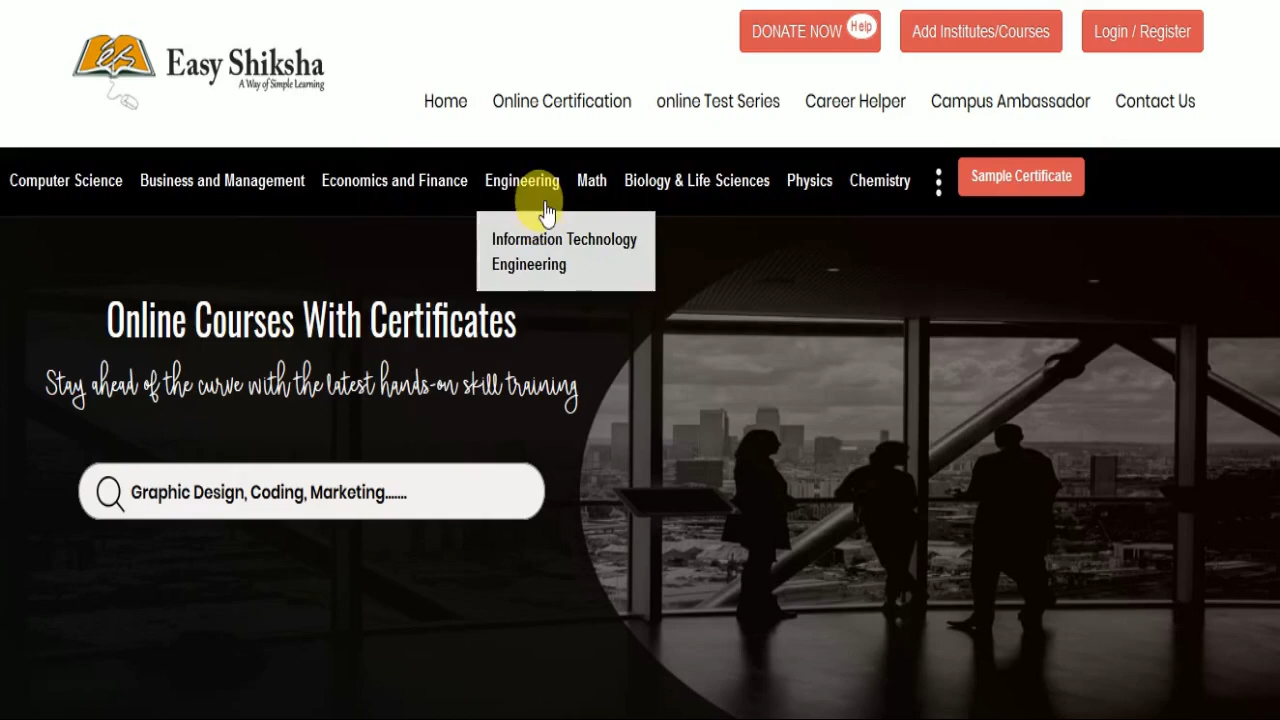 DONATE NOW Help
Add Institutes/Courses
Login / Register
Easy Shiksha
A Way of Simple Learning
Home Online Certification online Test Series Career Helper Campus Ambassador Contact Us
Computer Science Business and Management Economics and Finance Engineering Math Biology & Life Sciences Physics Chemistry Sample Certificate
Information Technology
Engineering
Online Courses With Certificates
Stay ahead of the curve with the latest hands-on skill training
Graphic Design, Coding, Marketing.......